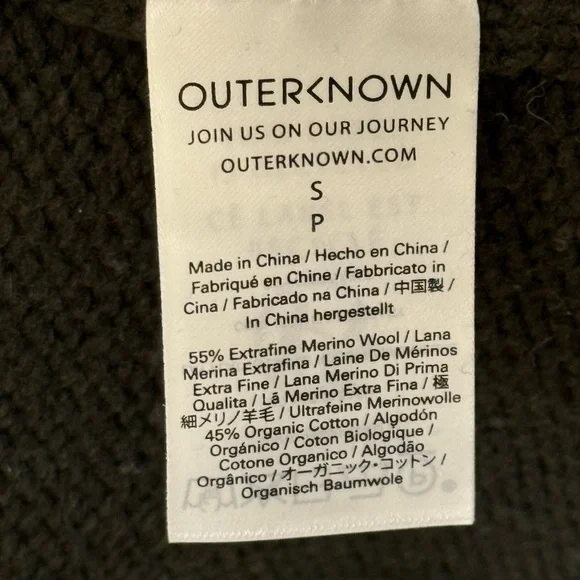 OUTERKNOWN
JOIN US ON OUR JOURNEY
OUTERKNOWN.COM
S
P
Made in China / Hecho en China /
Fabriqué en Chine / Fabbricato in
Cina / Fabricado na China / 中国製 /
In China hergestellt
55% Extrafine Merino Wool / Lana
Merina Extrafina / Laine De Mérinos
Extra Fine / Lana Merino Di Prima
Qualita / Lã Merino Extra Fina / 極
細メリノ羊毛 / Ultrafeine Merinowolle
45% Organic Cotton / Algodón
Orgánico / Coton Biologique /
Cotone Organico / Algodão
Orgânico / オーガニック・コットン /
Organisch Baumwole